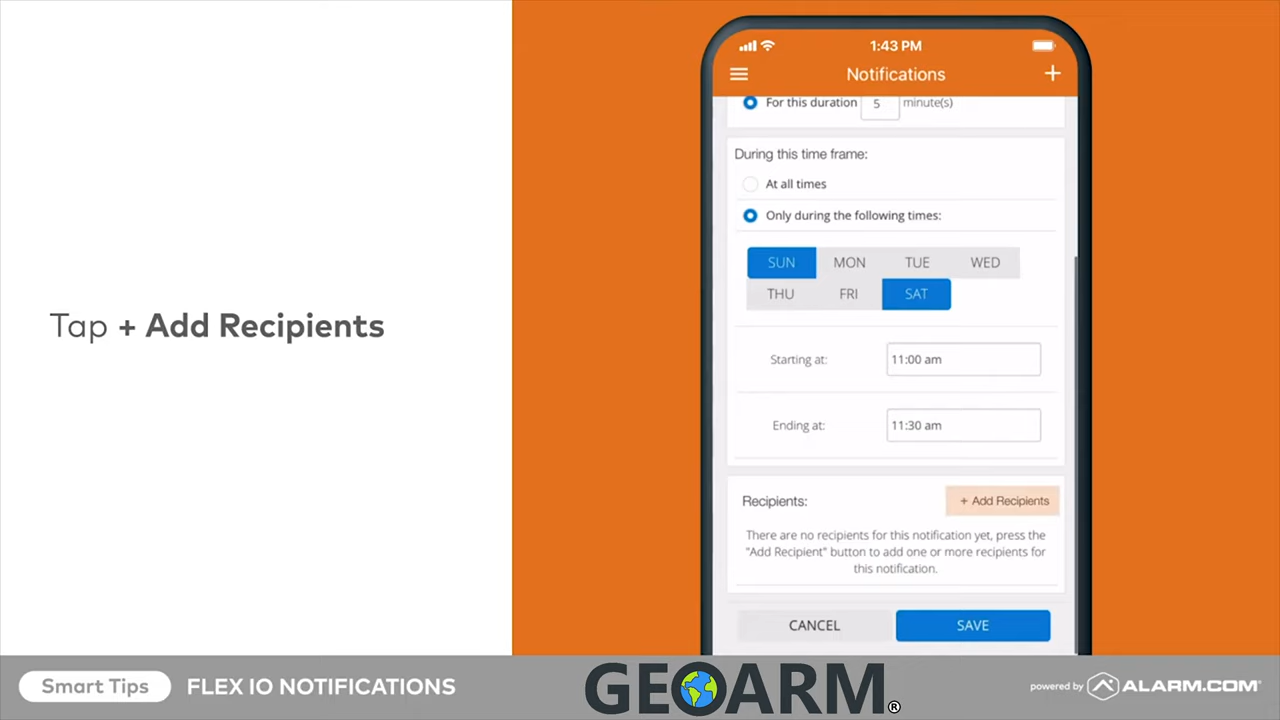 Tap + Add Recipients
1:43 PM
Notifications
For this duration 5 minute(s)
During this time frame:
At all times
Only during the following times:
SUN MON TUE WED
THU FRI SAT
Starting at: 11:00 am
Ending at: 11:30 am
Recipients: + Add Recipients
There are no recipients for this notification yet, press the
"Add Recipient" button to add one or more recipients for
this notification.
CANCEL SAVE
Smart Tips FLEX IO NOTIFICATIONS GEOARM® powered by ALARM.COM®